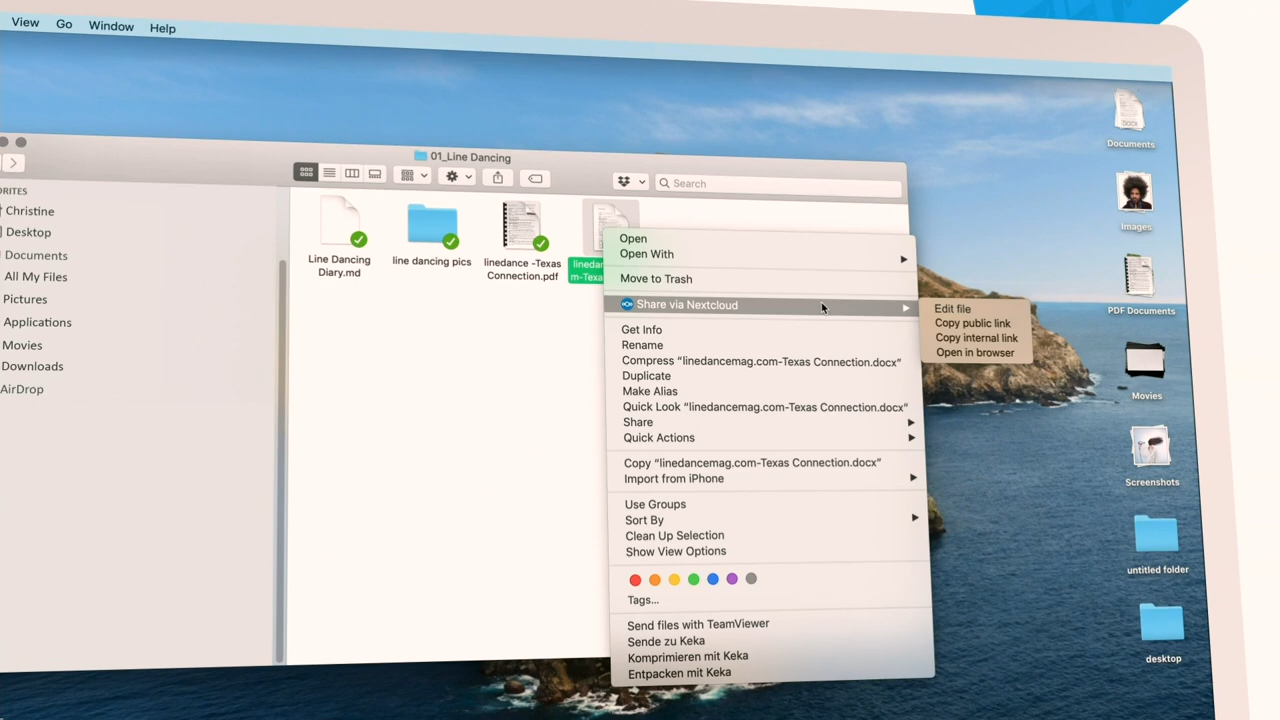 View Go Window Help
01_Line Dancing
Search
Christine
Desktop
Documents
All My Files
Pictures
Applications
Movies
Downloads
AirDrop
Line Dancing
Diary.md
line dancing pics
linedance -Texas
Connection.pdf
Open
Open With
Move to Trash
Share via Nextcloud
Get Info
Rename
Compress “linedancemag.com-Texas Connection.docx”
Duplicate
Make Alias
Quick Look “linedancemag.com-Texas Connection.docx”
Share
Quick Actions
Copy “linedancemag.com-Texas Connection.docx”
Import from iPhone
Use Groups
Sort By
Clean Up Selection
Show View Options
Tags...
Send files with TeamViewer
Sende zu Keka
Komprimieren mit Keka
Entpacken mit Keka
Edit file
Copy public link
Copy internal link
Open in browser
DOCX
Documents
Images
PDF Documents
Movies
Screenshots
untitled folder
desktop